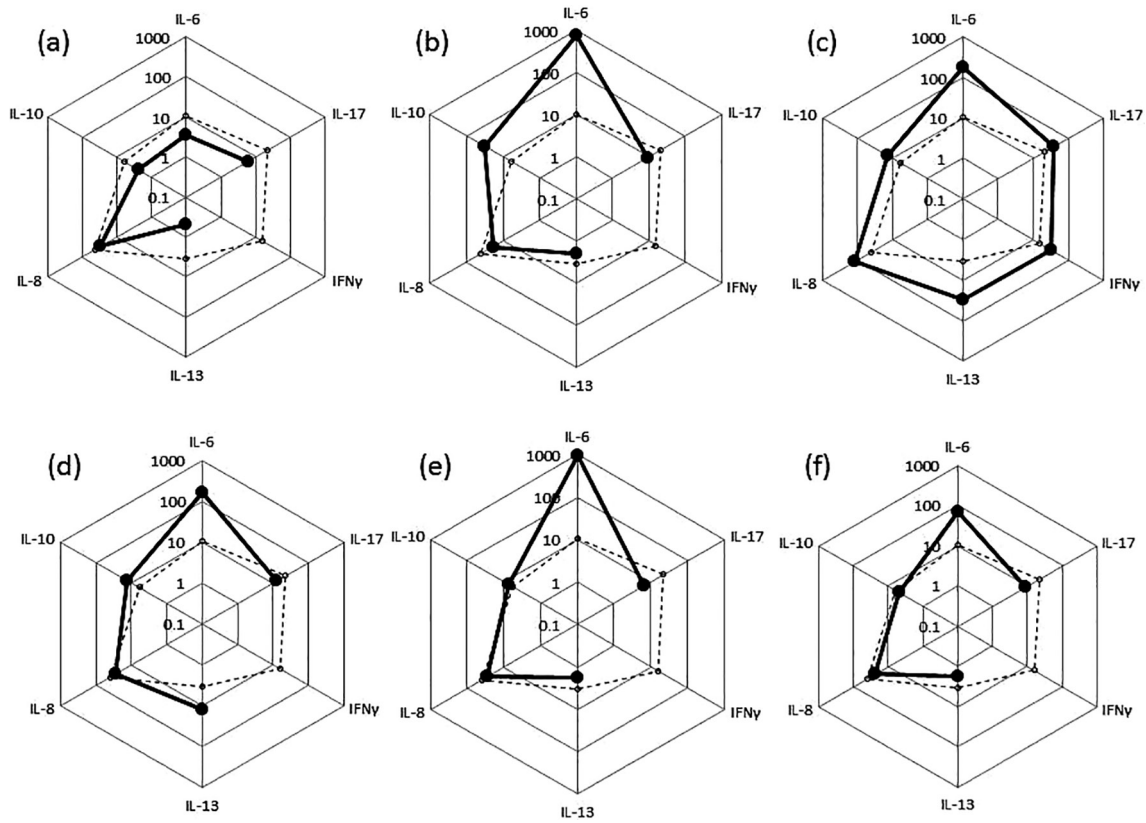 (a)
IL-6
1000
100
10
1
0.1
IL-17
IFNγ
IL-13
IL-8
IL-10
(b)
IL-6
1000
100
10
1
0.1
IL-17
IFNγ
IL-13
IL-8
IL-10
(c)
IL-6
1000
100
10
1
0.1
IL-17
IFNγ
IL-13
IL-8
IL-10
(d)
IL-6
1000
100
10
1
0.1
IL-17
IFNγ
IL-13
IL-8
IL-10
(e)
IL-6
1000
100
10
1
0.1
IL-17
IFNγ
IL-13
IL-8
IL-10
(f)
IL-6
1000
100
10
1
0.1
IL-17
IFNγ
IL-13
IL-8
IL-10